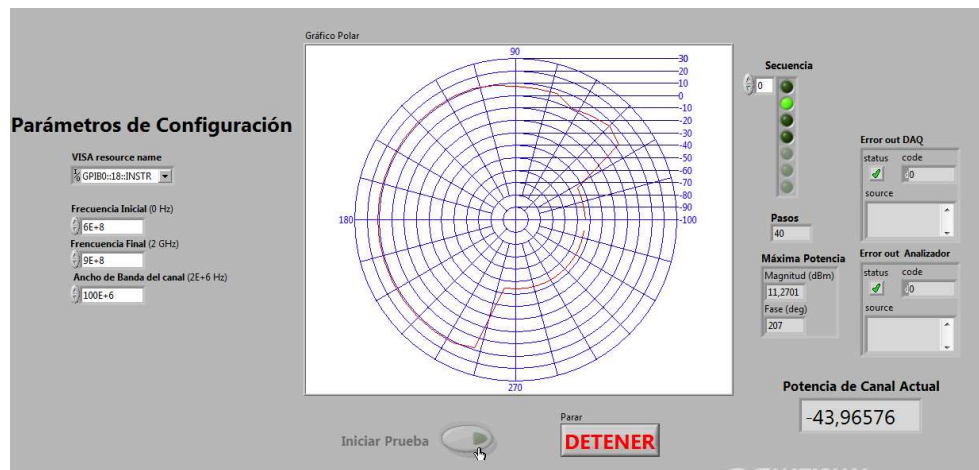 Gráfico Polar
90
30
20
10
0
-10
-20
-30
-40
-50
-60
-70
-80
-90
-100
180
270
Parámetros de Configuración
VISA resource name
GPIB0::18::INSTR
Frecuencia Inicial (0 Hz)
6E+8
Frencuencia Final (2 GHz)
9E+8
Ancho de Banda del canal (2E+6 Hz)
100E+6
Secuencia
0
Pasos
40
Máxima Potencia
Magnitud (dBm)
11,2701
Fase (deg)
207
Error out DAQ
status code
0
source
Error out Analizador
status code
0
source
Potencia de Canal Actual
-43,96576
Iniciar Prueba
Parar
DETENER